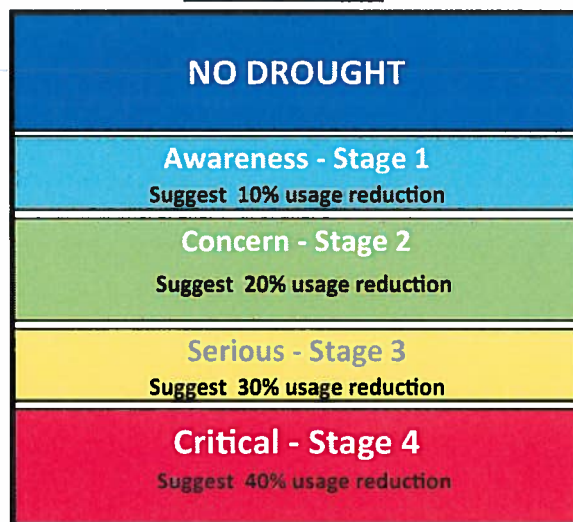 NO DROUGHT
Awareness - Stage 1
Suggest 10% usage reduction
Concern - Stage 2
Suggest 20% usage reduction
Serious - Stage 3
Suggest 30% usage reduction
Critical - Stage 4
Suggest 40% usage reduction